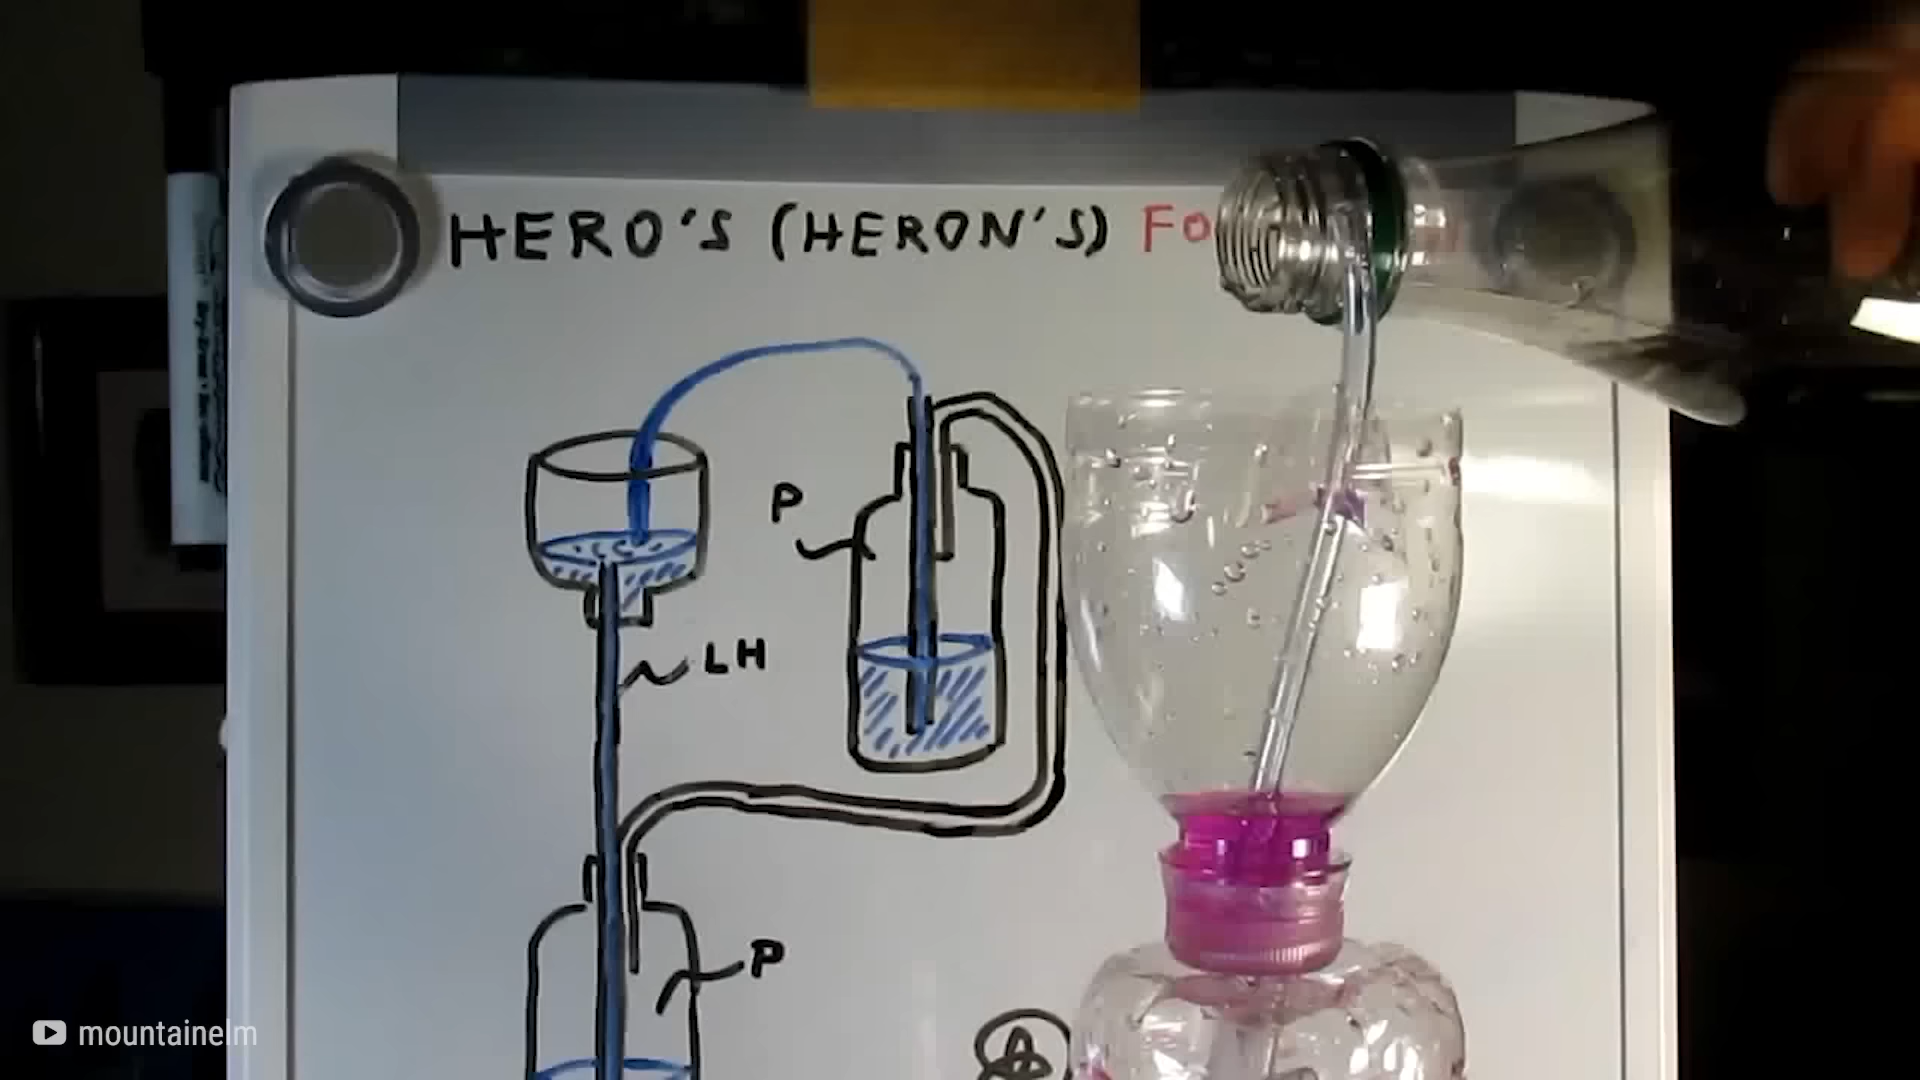 HERO'S (HERON'S) FO
P
LH
P
A
mountainelm